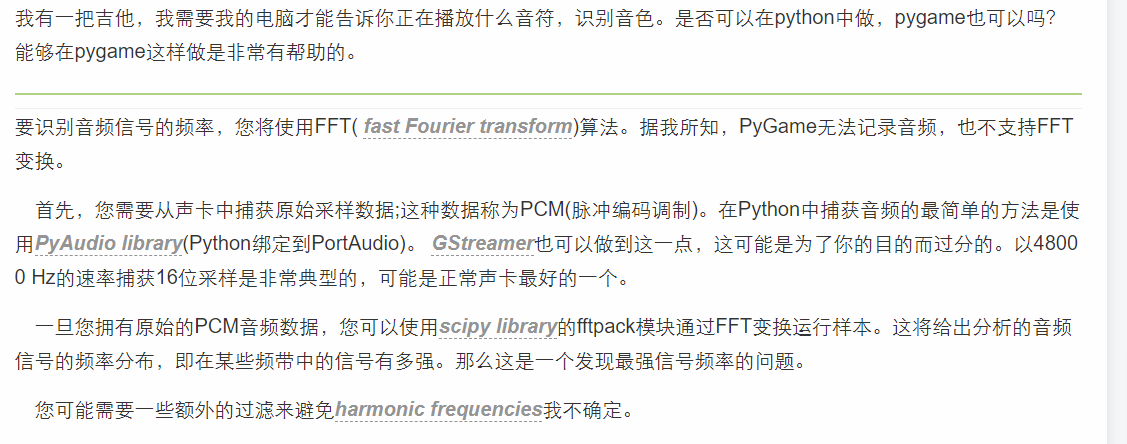 我有一把吉他，我需要我的电脑才能告诉你正在播放什么音符，识别音色。是否可以在python中做，pygame也可以吗?
能够在pygame这样做是非常有帮助的。
要识别音频信号的频率，您将使用FFT( fast Fourier transform)算法。据我所知，PyGame无法记录音频，也不支持FFT
变换。
首先，您需要从声卡中捕获原始采样数据;这种数据称为PCM(脉冲编码调制)。在Python中捕获音频的最简单的方法是使
用PyAudio library(Python绑定到PortAudio)。 GStreamer也可以做到这一点，这可能是为了你的目的而过分的。以4800
0 Hz的速率捕获16位采样是非常典型的，可能是正常声卡最好的一个。
一旦您拥有原始的PCM音频数据，您可以使用scipy library的fftpack模块通过FFT变换运行样本。这将给出分析的音频
信号的频率分布，即在某些频带中的信号有多强。那么这是一个发现最强信号频率的问题。
您可能需要一些额外的过滤来避免harmonic frequencies我不确定。